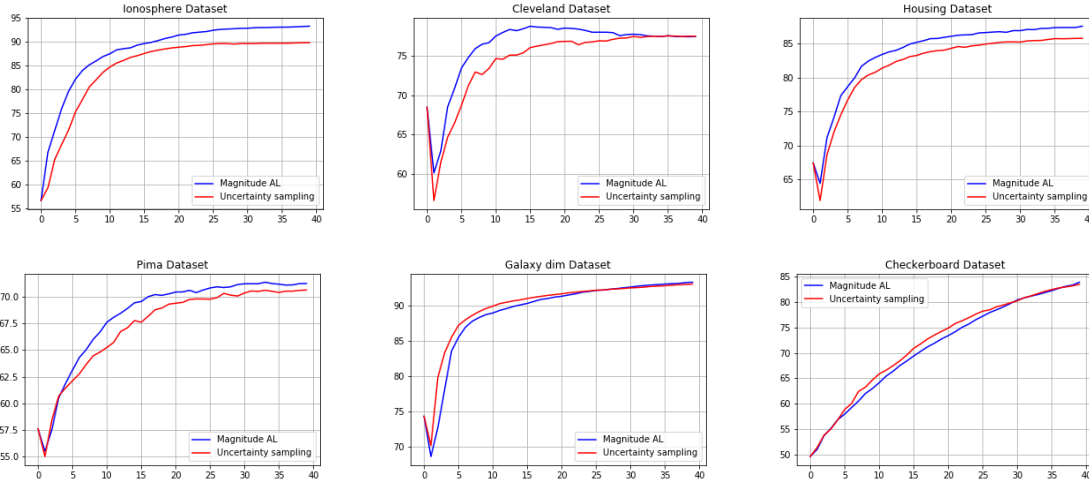 Ionosphere Dataset
95
90
85
80
75
70
65
60
55
0 5 10 15 20 25 30 35 40
Magnitude AL
Uncertainty sampling
Cleveland Dataset
75
70
65
60
0 5 10 15 20 25 30 35 40
Magnitude AL
Uncertainty sampling
Housing Dataset
85
80
75
70
65
0 5 10 15 20 25 30 35 40
Magnitude AL
Uncertainty sampling
Pima Dataset
70.0
67.5
65.0
62.5
60.0
57.5
55.0
0 5 10 15 20 25 30 35 40
Magnitude AL
Uncertainty sampling
Galaxy dim Dataset
90
85
80
75
70
0 5 10 15 20 25 30 35 40
Magnitude AL
Uncertainty sampling
Checkerboard Dataset
85
80
75
70
65
60
55
50
0 5 10 15 20 25 30 35 40
Magnitude AL
Uncertainty sampling